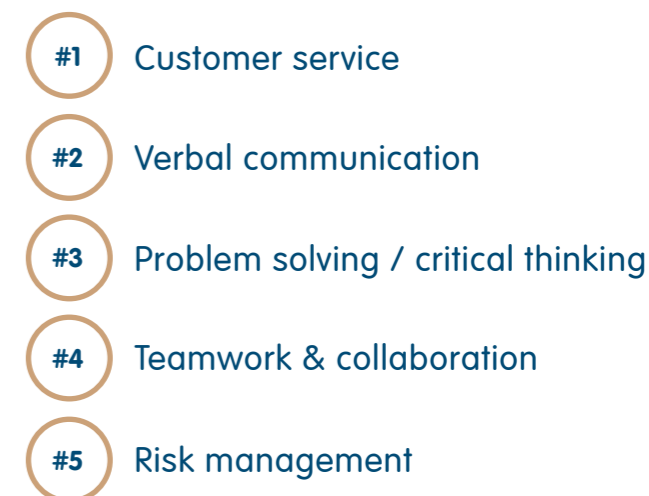 #1 Customer service
#2 Verbal communication
#3 Problem solving / critical thinking
#4 Teamwork & collaboration
#5 Risk management